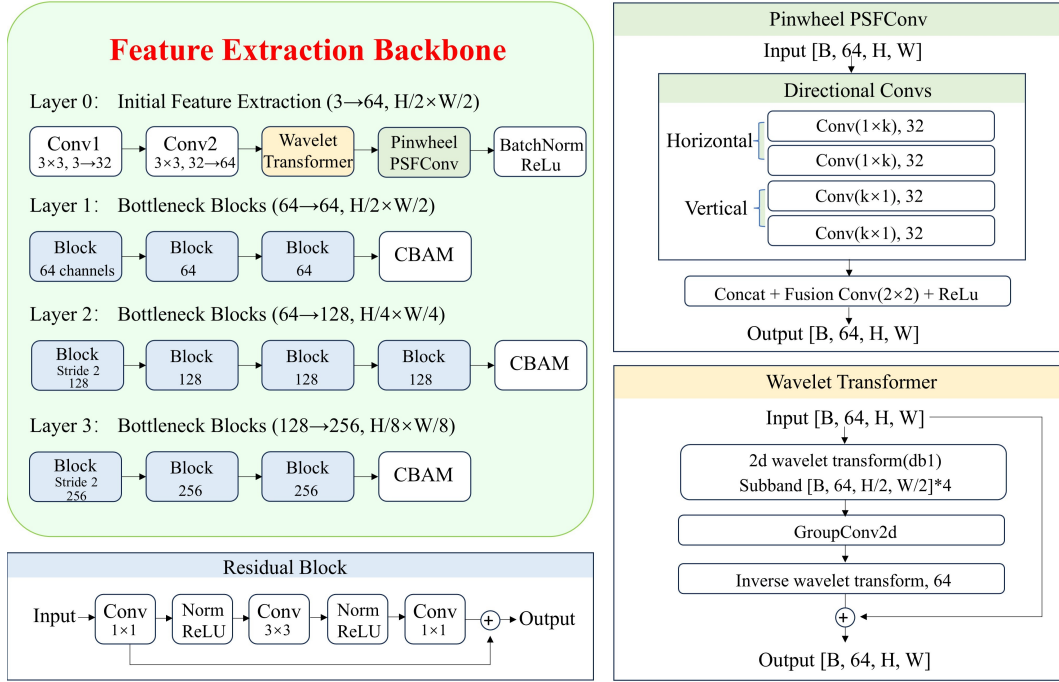 Feature Extraction Backbone
Layer 0: Initial Feature Extraction (3→64, H/2×W/2)
Conv1
3×3, 3→32
Conv2
3×3, 32→64
Wavelet
Transformer
Pinwheel
PSFConv
BatchNorm
ReLu
Layer 1: Bottleneck Blocks (64→64, H/2×W/2)
Block
64 channels
Block
64
Block
64
CBAM
Layer 2: Bottleneck Blocks (64→128, H/4×W/4)
Block
Stride 2
128
Block
128
Block
128
Block
128
CBAM
Layer 3: Bottleneck Blocks (128→256, H/8×W/8)
Block
Stride 2
256
Block
256
Block
256
CBAM
Residual Block
Input
Conv
1×1
Norm
ReLU
Conv
3×3
Norm
ReLU
Conv
1×1
+
Output
Pinwheel PSFConv
Input [B, 64, H, W]
Directional Convs
Horizontal
Conv(1×k), 32
Conv(1×k), 32
Vertical
Conv(k×1), 32
Conv(k×1), 32
Concat + Fusion Conv(2×2) + ReLu
Output [B, 64, H, W]
Wavelet Transformer
Input [B, 64, H, W]
2d wavelet transform(db1)
Subband [B, 64, H/2, W/2]*4
GroupConv2d
Inverse wavelet transform, 64
+
Output [B, 64, H, W]